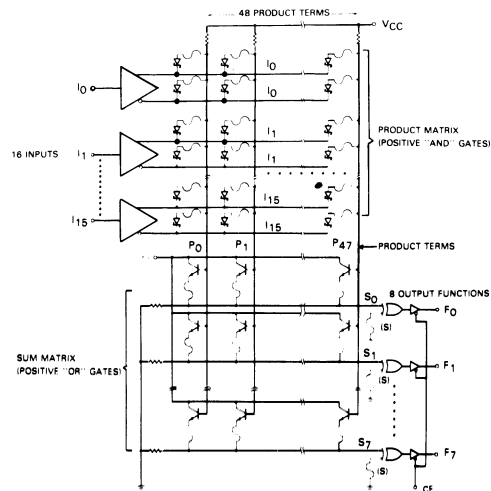 48 PRODUCT TERMS
VCC
I0
I0
I0
PRODUCT MATRIX
(POSITIVE "AND" GATES)
16 INPUTS
I1
I1
I1
I15
I15
I15
P0
P1
P47
PRODUCT TERMS
S0
8 OUTPUT FUNCTIONS
F0
(S)
SUM MATRIX
(POSITIVE "OR" GATES)
S1
F1
(S)
S7
F7
(S)
CE